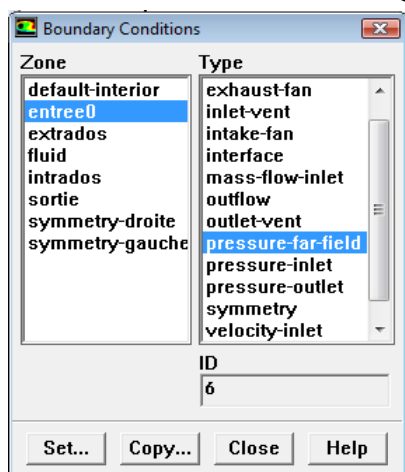 Boundary Conditions
Zone
default-interior
entree0
extrados
fluid
intrados
sortie
symmetry-droite
symmetry-gauche
Type
exhaust-fan
inlet-vent
intake-fan
interface
mass-flow-inlet
outflow
outlet-vent
pressure-far-field
pressure-inlet
pressure-outlet
symmetry
velocity-inlet
ID
6
Set... Copy... Close Help